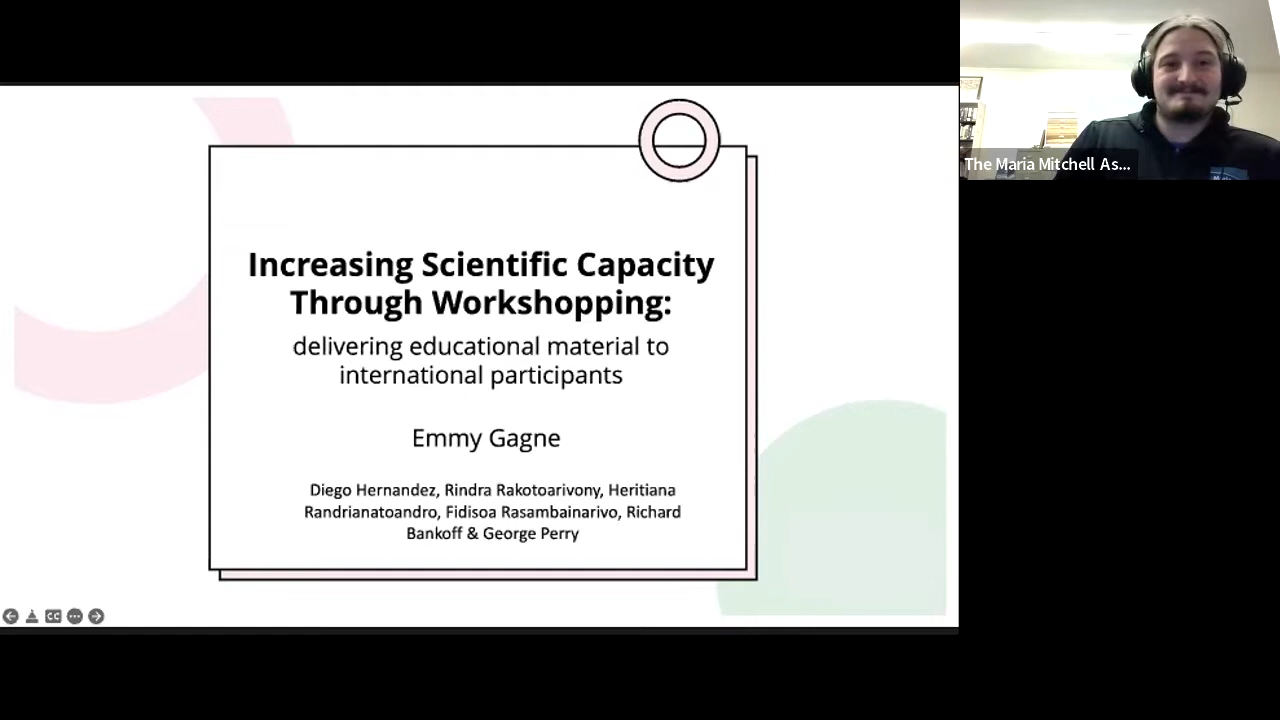 Increasing Scientific Capacity
Through Workshopping:
delivering educational material to
international participants
Emmy Gagne
Diego Hernandez, Rindra Rakotoarivony, Heritiana
Randrianatoandro, Fidisoa Rasambainarivo, Richard
Bankoff & George Perry
The Maria Mitchell As...
CC